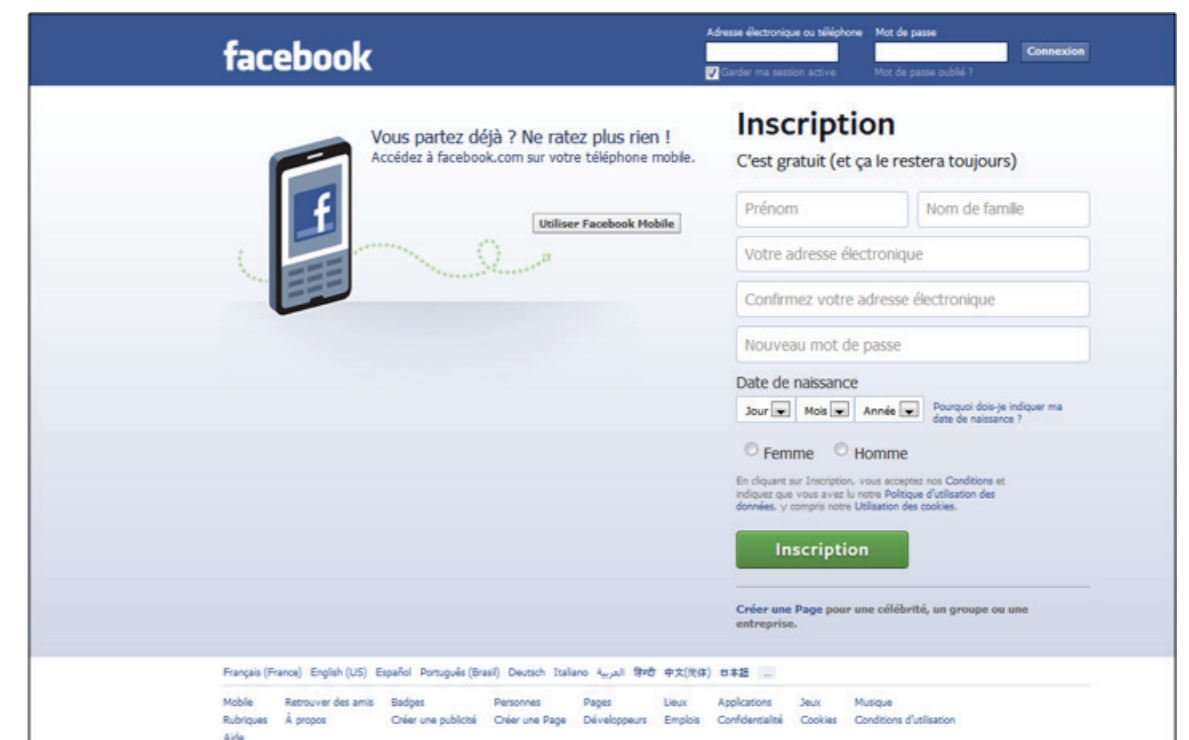 facebook
Adresse électronique ou téléphone
Mot de passe
Connexion
Garder ma session active
Mot de passe oublié ?
Vous partez déjà ? Ne ratez plus rien !
Accédez à facebook.com sur votre téléphone mobile.
Utiliser Facebook Mobile
Inscription
C'est gratuit (et ça le restera toujours)
Prénom
Nom de famille
Votre adresse électronique
Confirmez votre adresse électronique
Nouveau mot de passe
Date de naissance
Jour Mois Année
Pourquoi dois-je indiquer ma
date de naissance ?
Femme Homme
En cliquant sur Inscription, vous acceptez nos Conditions et
indiquez que vous avez lu notre Politique d'utilisation des
données, y compris notre Utilisation des cookies.
Inscription
Créer une Page pour une célébrité, un groupe ou une
entreprise.
Français (France) English (US) Español Português (Brasil) Deutsch Italiano العربية हिन्दी 中文(简体) 日本語 ...
Mobile Retrouver des amis Badges Personnes Pages Lieux Applications Jeux Musique
Rubriques À propos Créer une publicité Créer une Page Développeurs Emplois Confidentialité Cookies Conditions d'utilisation
Aide